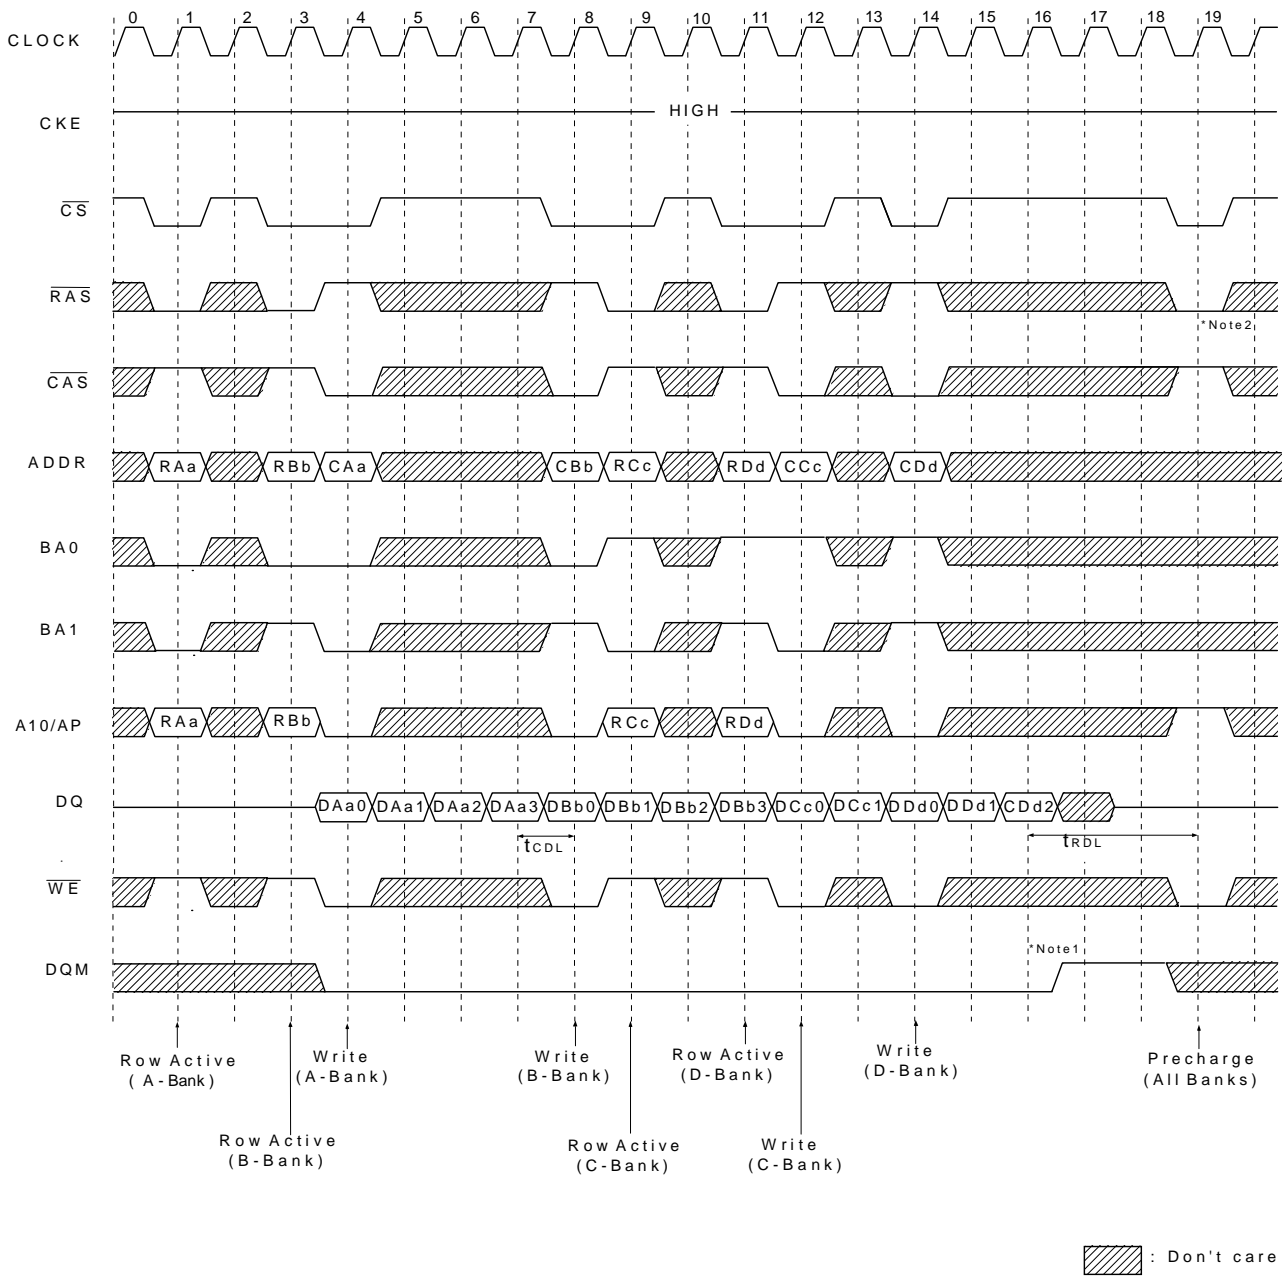 0 1 2 3 4 5 6 7 8 9 10 11 12 13 14 15 16 17 18 19
CLOCK
HIGH
CKE
CS
RAS
*Note2
CAS
ADDR RAa RBb CAa CBb RCc RDd CCc CDd
BA0
BA1
A10/AP RAa RBb RCc RDd
DQ DAa0 DAa1 DAa2 DAa3 DBb0 DBb1 DBb2 DBb3 DCc0 DCc1 DDd0 DDd1 CDd2
tCDL tRDL
WE
*Note1
DQM
Row Active
(A-Bank)
Write
(A-Bank)
Write
(B-Bank)
Row Active
(D-Bank)
Write
(D-Bank)
Precharge
(All Banks)
Row Active
(B-Bank)
Row Active
(C-Bank)
Write
(C-Bank)
: Don't care